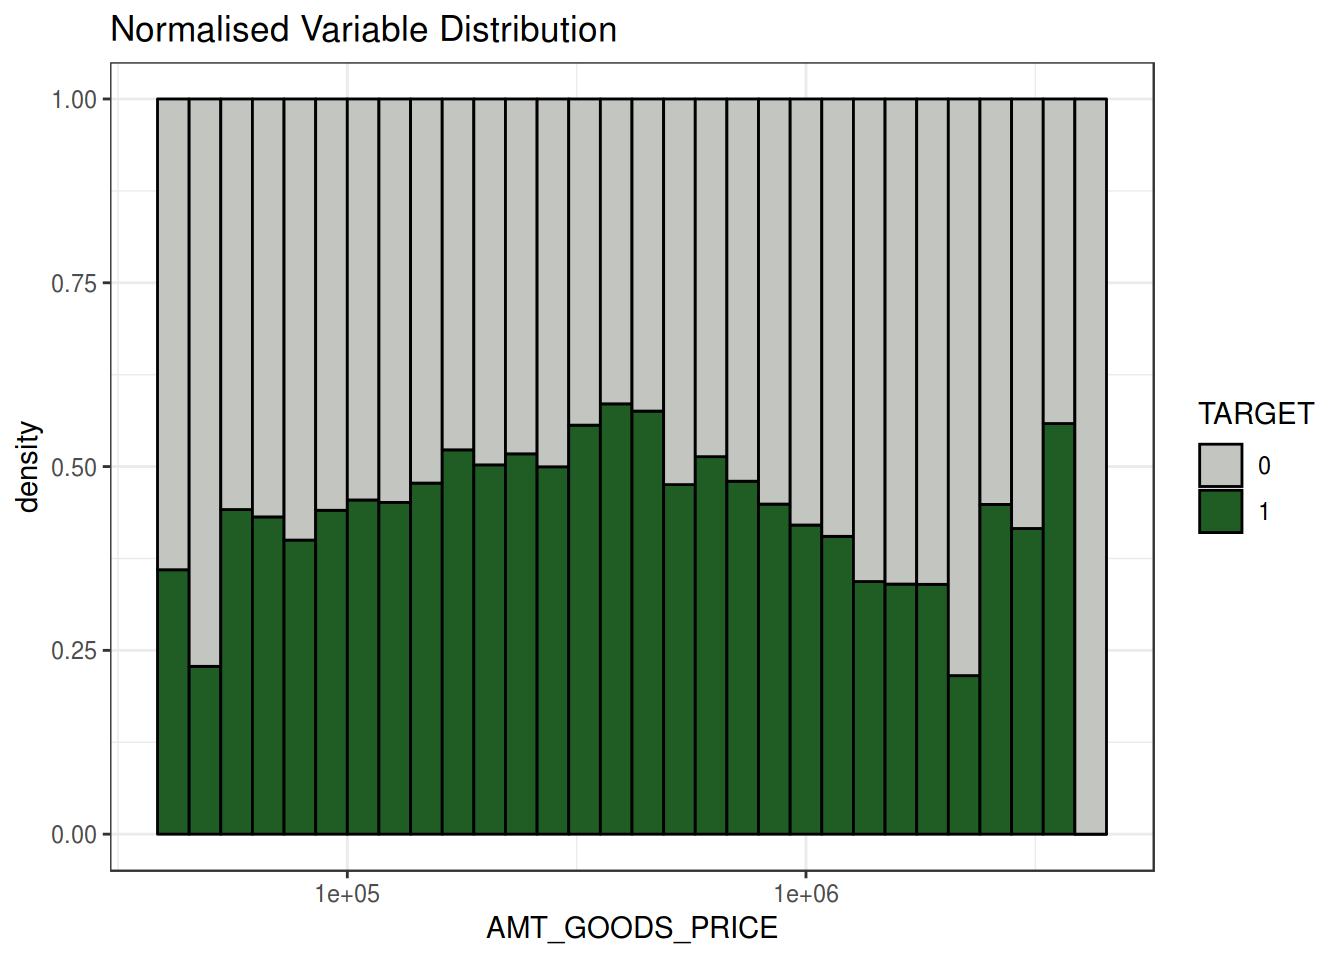 Normalised Variable Distribution
1.00
0.75
0.50
0.25
0.00
density
1e+05
1e+06
AMT_GOODS_PRICE
TARGET
0
1